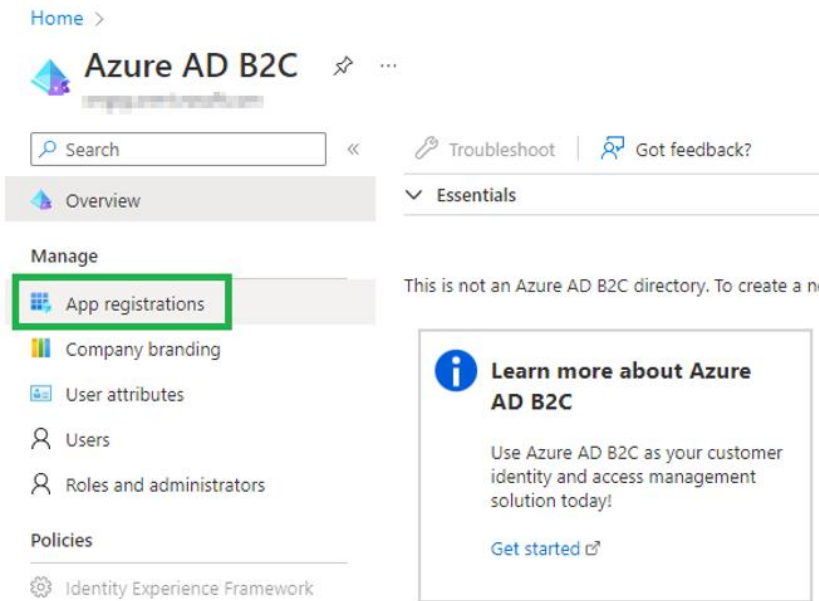 Home >
Azure AD B2C
Search
Troubleshoot
Got feedback?
Overview
Essentials
Manage
App registrations
This is not an Azure AD B2C directory. To create a
Company branding
User attributes
Users
Roles and administrators
Learn more about Azure
AD B2C
Use Azure AD B2C as your customer
identity and access management
solution today!
Get started
Policies
Identity Experience Framework